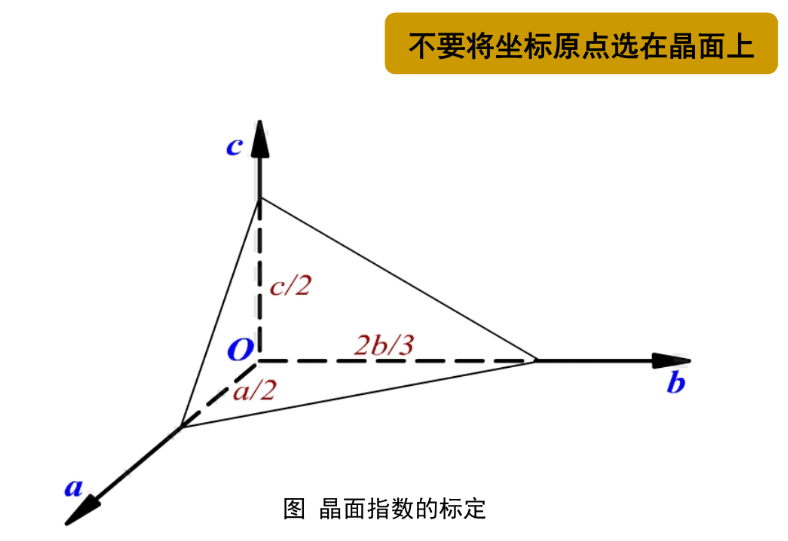 不要将坐标原点选在晶面上
c
c/2
O
2b/3
a/2
b
a
图 晶面指数的标定